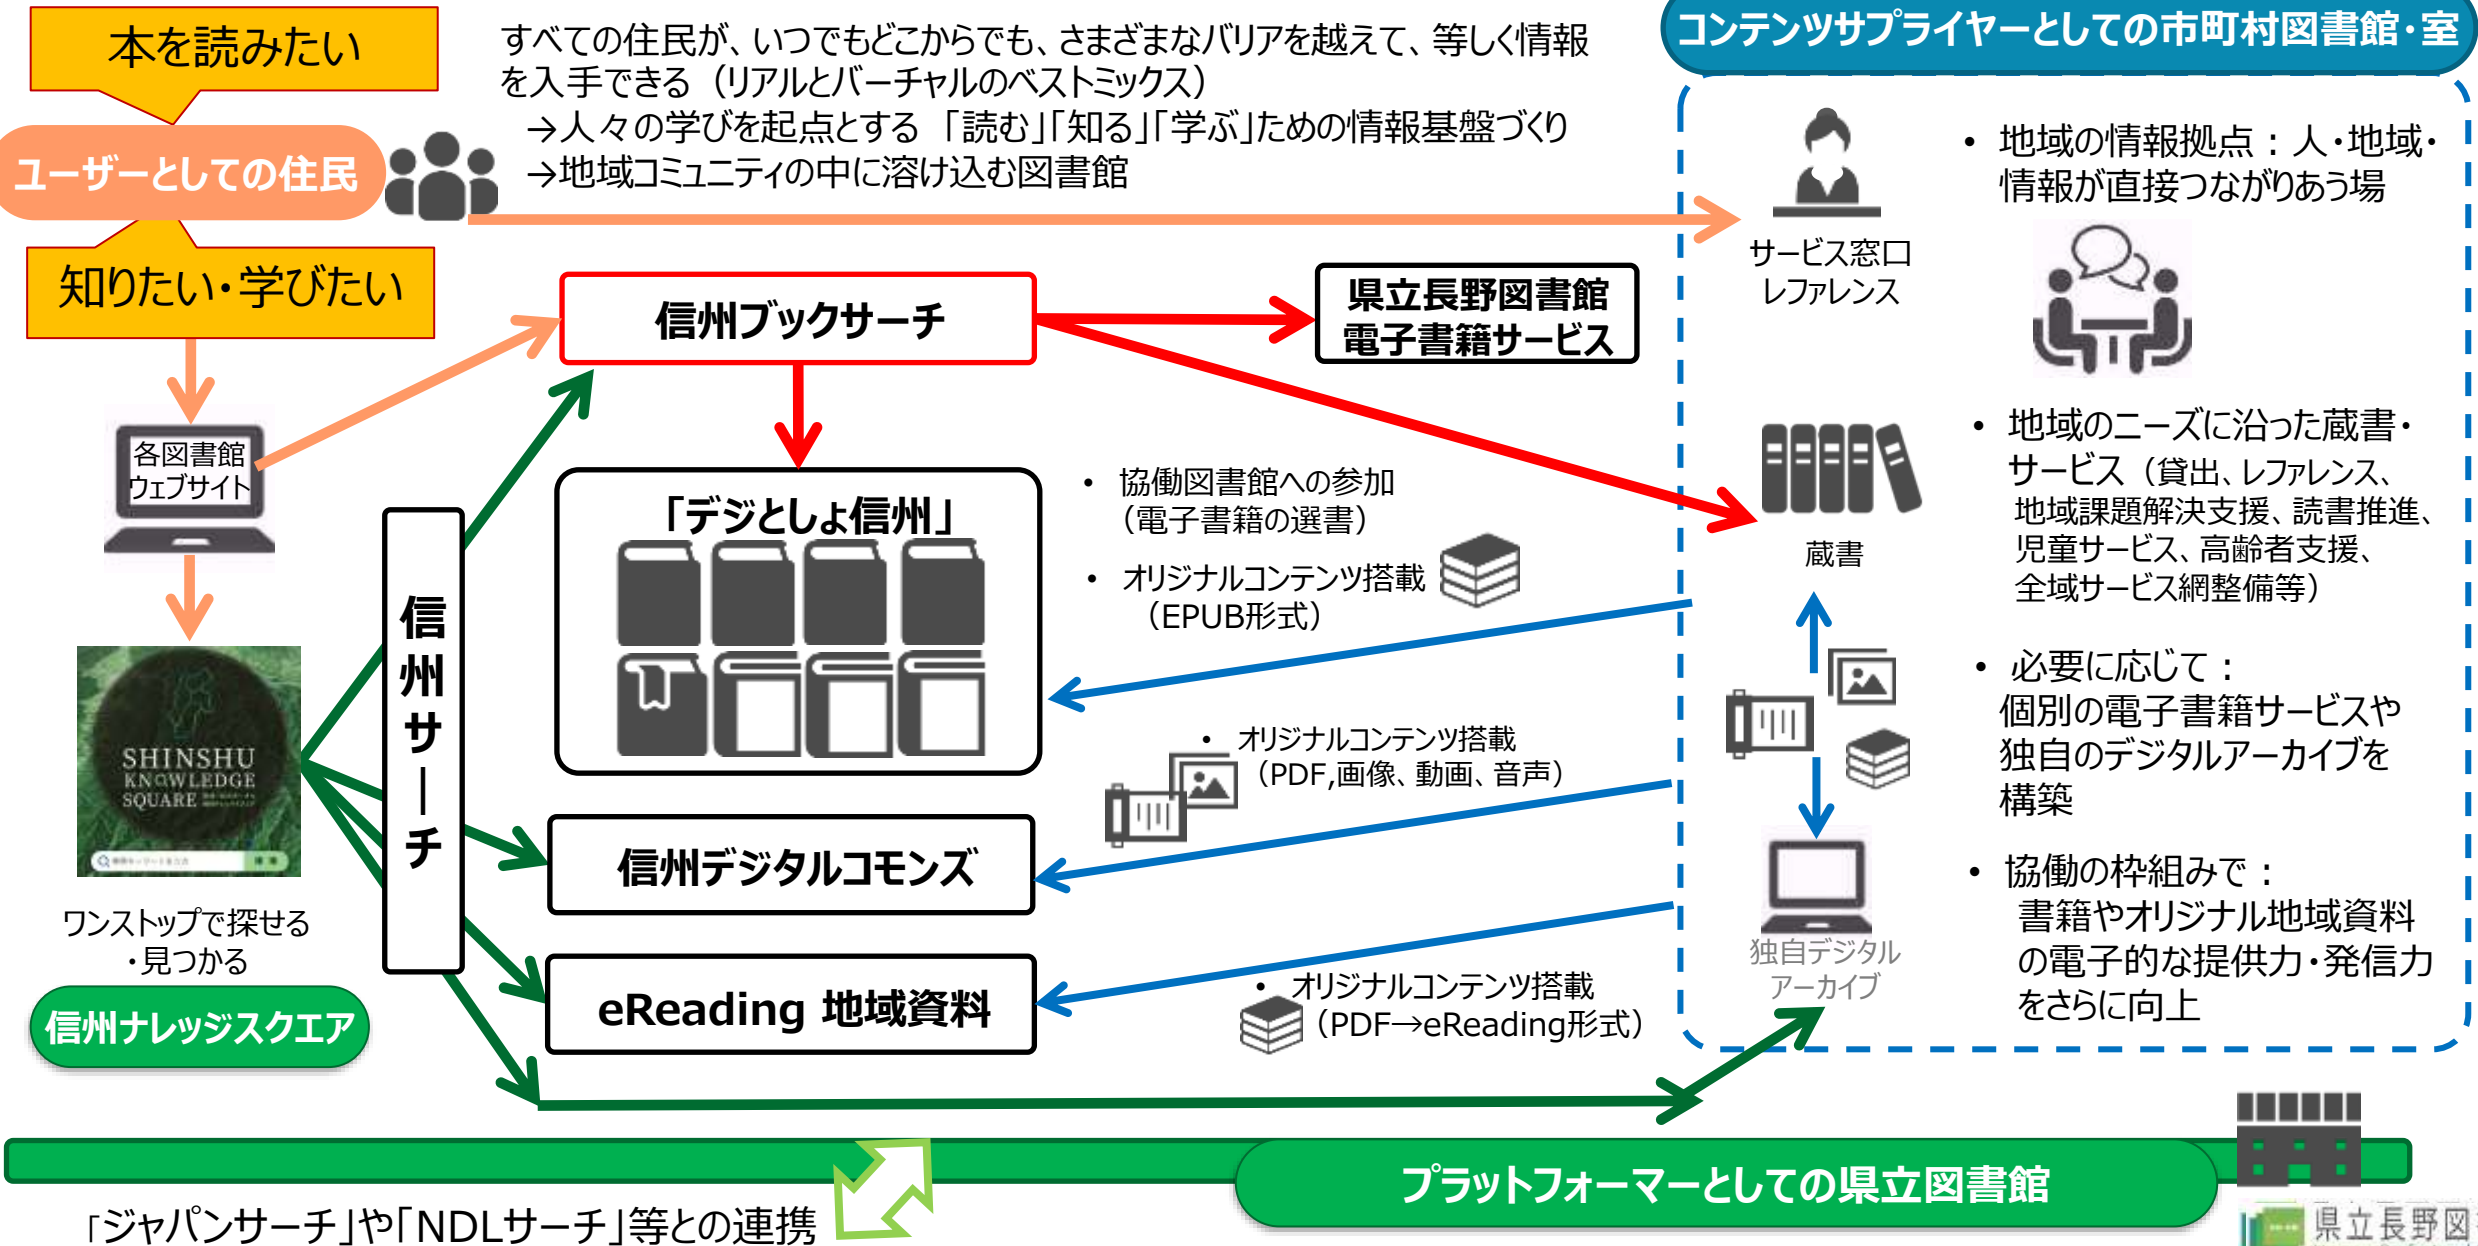 本を読みたい
ユーザーとしての住民
知りたい・学びたい
すべての住民が、いつでもどこからでも、さまざまなバリアを越えて、等しく情報
を入手できる（リアルとバーチャルのベストミックス）
→人々の学びを起点とする「読む」「知る」「学ぶ」ための情報基盤づくり
→地域コミュニティの中に溶け込む図書館
コンテンツサプライヤーとしての市町村図書館・室
サービス窓口
レファレンス
• 地域の情報拠点：人・地域・
情報が直接つながりあう場
信州ブックサーチ
県立長野図書館
電子書籍サービス
各図書館
ウェブサイト
「デジとしょ信州」
• 協働図書館への参加
（電子書籍の選書）
• オリジナルコンテンツ搭載
（EPUB形式）
蔵書
• 地域のニーズに沿った蔵書・
サービス（貸出、レファレンス、
地域課題解決支援、読書推進、
児童サービス、高齢者支援、
全域サービス網整備等）
信州サーチ
SHINSHU
KNOWLEDGE
SQUARE
ワンストップで探せる
・見つかる
信州ナレッジスクエア
• オリジナルコンテンツ搭載
（PDF,画像、動画、音声）
信州デジタルコモンズ
• 必要に応じて：
個別の電子書籍サービスや
独自のデジタルアーカイブを
構築
独自デジタル
アーカイブ
• 協働の枠組みで：
書籍やオリジナル地域資料
の電子的な提供力・発信力
をさらに向上
eReading 地域資料
• オリジナルコンテンツ搭載
（PDF→eReading形式）
プラットフォーマーとしての県立図書館
「ジャパンサーチ」や「NDLサーチ」等との連携
県立長野図